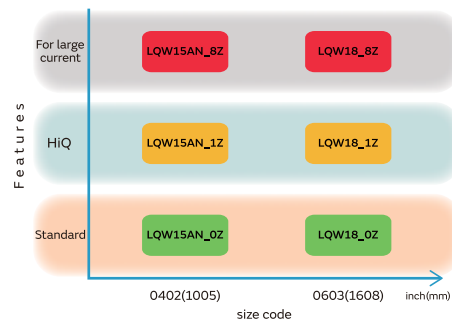 For large
current
LQW15AN_8Z
LQW18_8Z
Features
HiQ
LQW15AN_1Z
LQW18_1Z
Standard
LQW15AN_0Z
LQW18_0Z
0402(1005)
0603(1608)
inch(mm)
size code